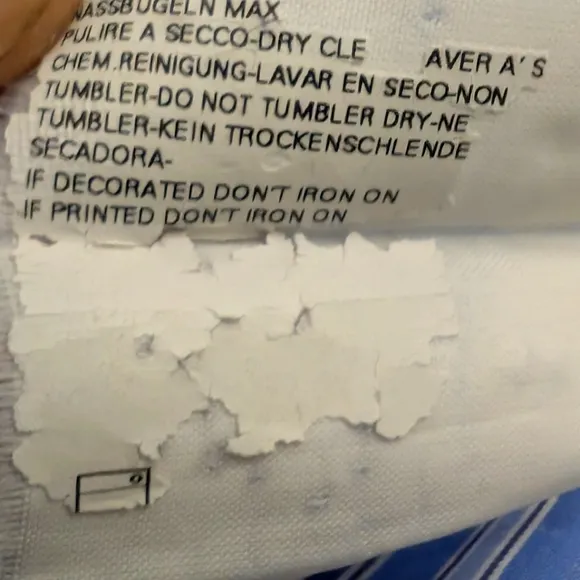 NASSBÜGELN MAX
PULIRE A SECCO-DRY CLE AVER A'S
CHEM.REINIGUNG-LAVAR EN SECO-NON
TUMBLER-DO NOT TUMBLER DRY-NE
TUMBLER-KEIN TROCKENSCHLENDE
SECADORA-
IF DECORATED DON'T IRON ON
IF PRINTED DON'T IRON ON